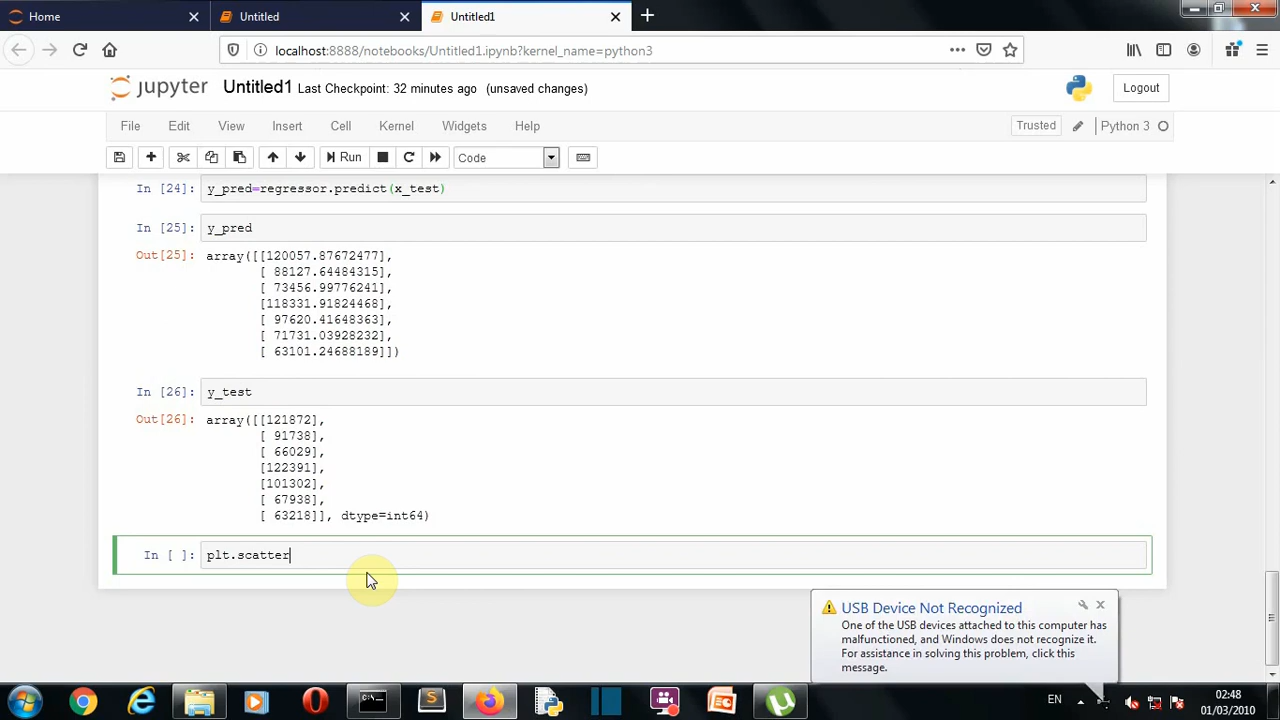 Home
Untitled
Untitled1
localhost:8888/notebooks/Untitled1.ipynb?kernel_name=python3
jupyter Untitled1 Last Checkpoint: 32 minutes ago (unsaved changes)
Logout
File Edit View Insert Cell Kernel Widgets Help
Trusted
Python 3
Run
Code
In [24]: y_pred=regressor.predict(x_test)
In [25]: y_pred
Out[25]: array([[120057.87672477],
[ 88127.64484315],
[ 73456.99776241],
[118331.91824468],
[ 97620.41648363],
[ 71731.03928232],
[ 63101.24688189]])
In [26]: y_test
Out[26]: array([[121872],
[ 91738],
[ 66029],
[122391],
[101302],
[ 67938],
[ 63218]], dtype=int64)
In [ ]: plt.scatter
USB Device Not Recognized
One of the USB devices attached to this computer has
malfunctioned, and Windows does not recognize it.
For assistance in solving this problem, click this
message.
EN
02:48
01/03/2010